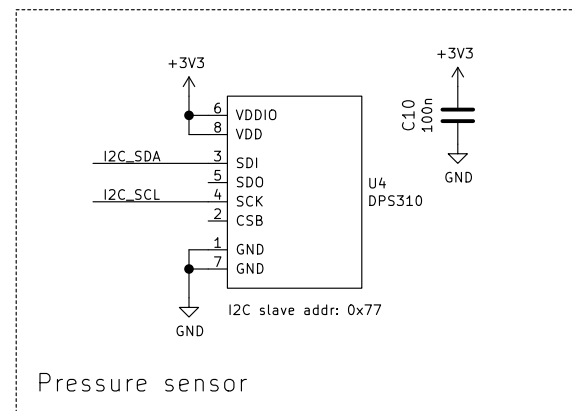 +3V3
6 VDDIO
8 VDD
I2C_SDA 3 SDI
5 SDO
I2C_SCL 4 SCK
2 CSB
1 GND
7 GND
GND
U4
DPS310
I2C slave addr: 0x77
+3V3
C10
100n
GND
Pressure sensor